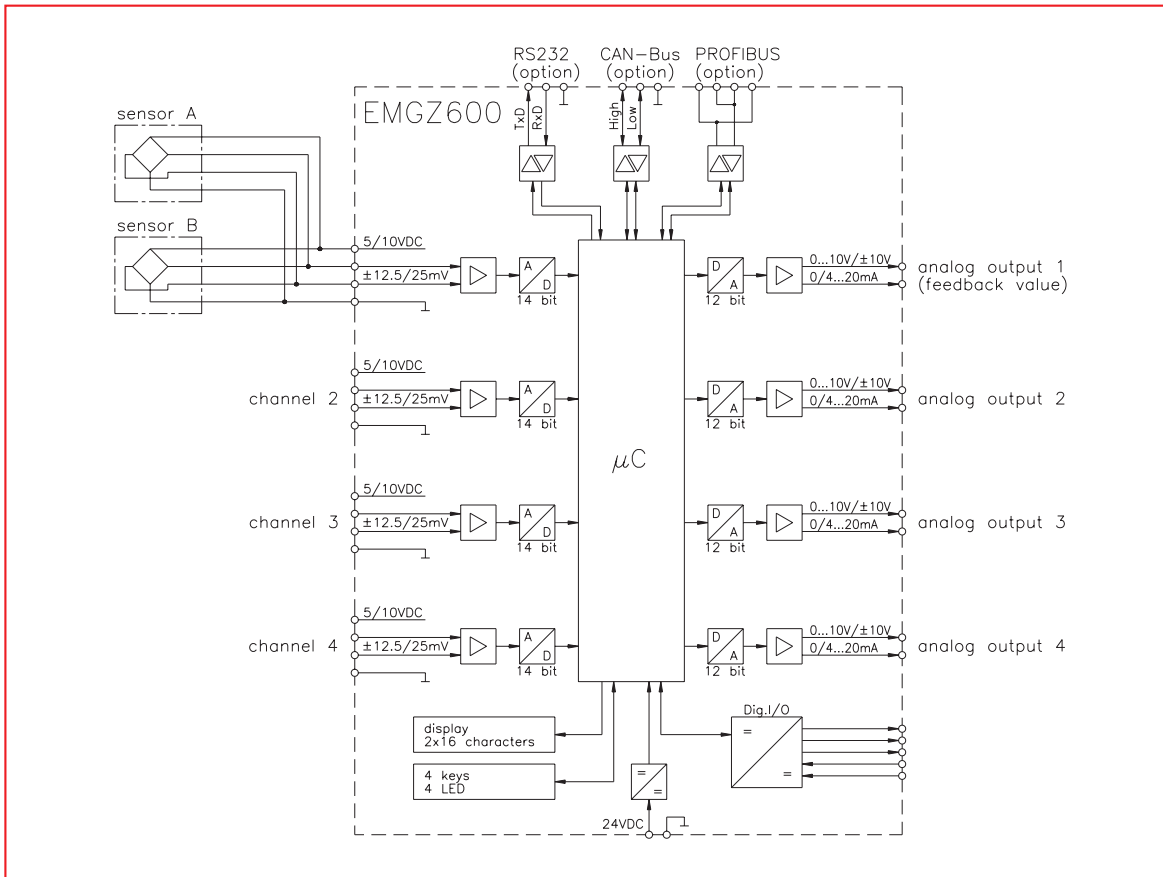 RS232
(option)
CAN-Bus
(option)
PROFIBUS
(option)
EMGZ600
TxD
RxD
High
Low
sensor A
sensor B
5/10VDC
±12.5/25mV
A
D
14 bit
D
A
12 bit
0...10V/±10V
0/4...20mA
analog output 1
(feedback value)
channel 2
5/10VDC
±12.5/25mV
A
D
14 bit
D
A
12 bit
0...10V/±10V
0/4...20mA
analog output 2
µC
channel 3
5/10VDC
±12.5/25mV
A
D
14 bit
D
A
12 bit
0...10V/±10V
0/4...20mA
analog output 3
channel 4
5/10VDC
±12.5/25mV
A
D
14 bit
D
A
12 bit
0...10V/±10V
0/4...20mA
analog output 4
display
2x16 characters
4 keys
4 LED
=
=
24VDC
Dig.I/O
=
=